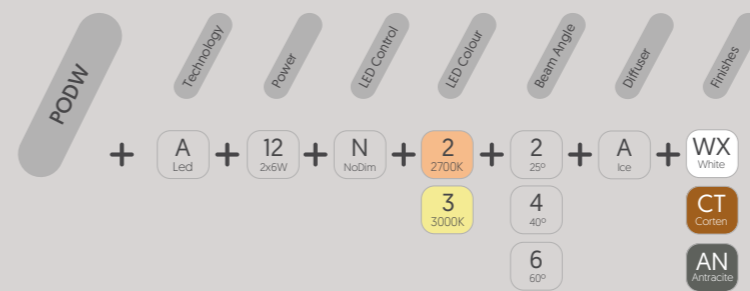 PODW
Technology
Power
LED Control
LED Colour
Beam Angle
Diffuser
Finishes
+ A + 12 + N + 2 + 2 + A + WX
Led 2x6W NoDim 2700K 25º Ice White
3 4 CT
3000K 40º Corten
6 AN
60º Antracite